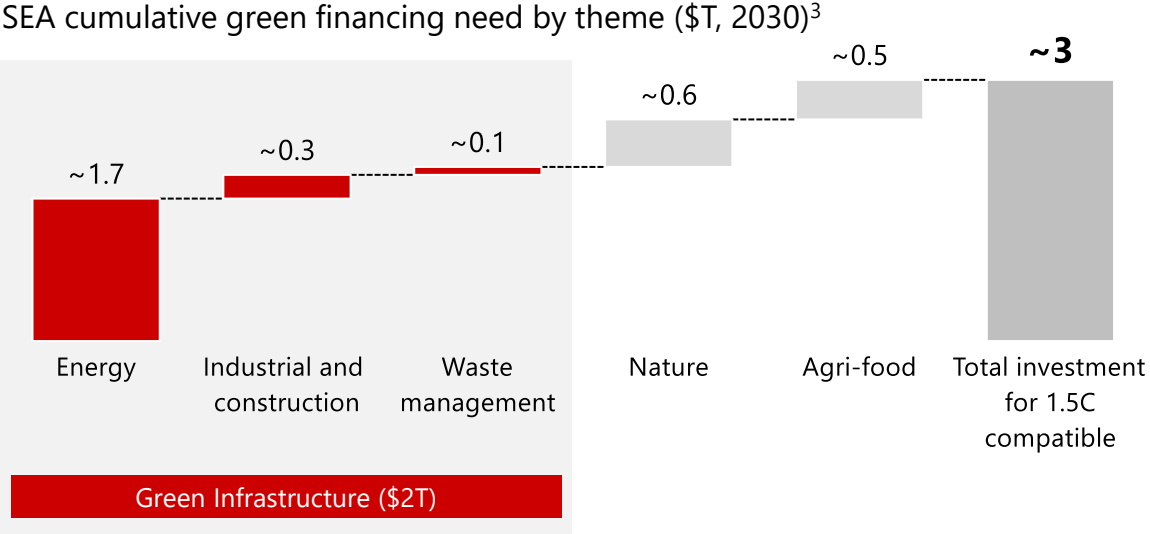 SEA cumulative green financing need by theme ($T, 2030)³
~1.7
~0.3
~0.1
~0.6
~0.5
~3
Energy
Industrial and
construction
Waste
management
Nature
Agri-food
Total investment
for 1.5C
compatible
Green Infrastructure ($2T)